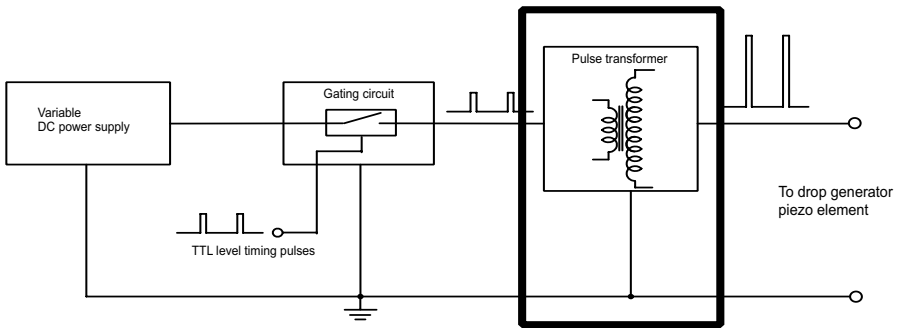 Variable
DC power supply
Gating circuit
TTL level timing pulses
Pulse transformer
To drop generator
piezo element